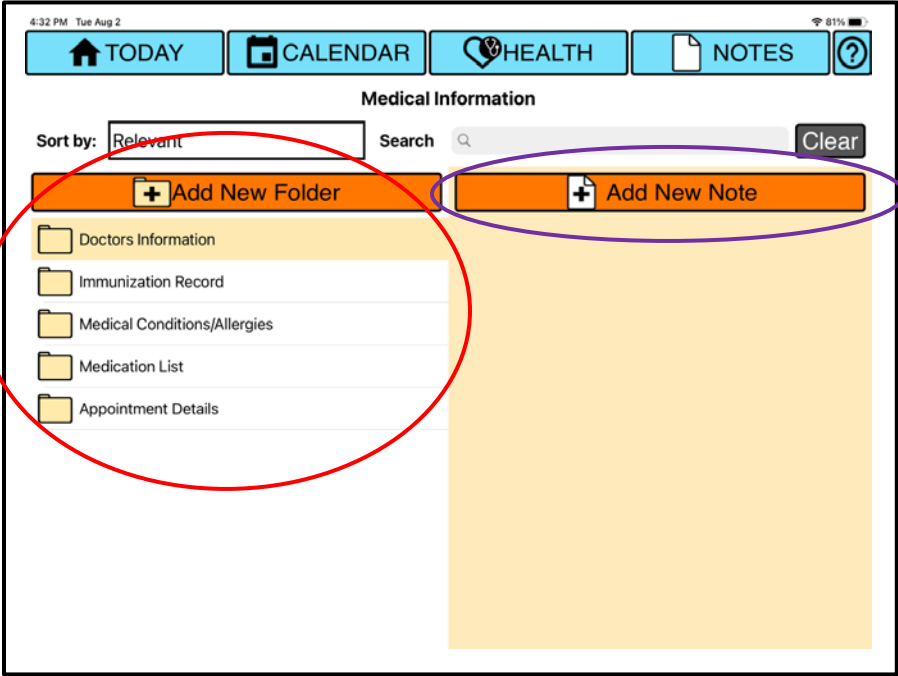 4:32 PM Tue Aug 2 81%
TODAY CALENDAR HEALTH NOTES ?
Medical Information
Sort by: Relevant Search Clear
Add New Folder Add New Note
Doctors Information
Immunization Record
Medical Conditions/Allergies
Medication List
Appointment Details